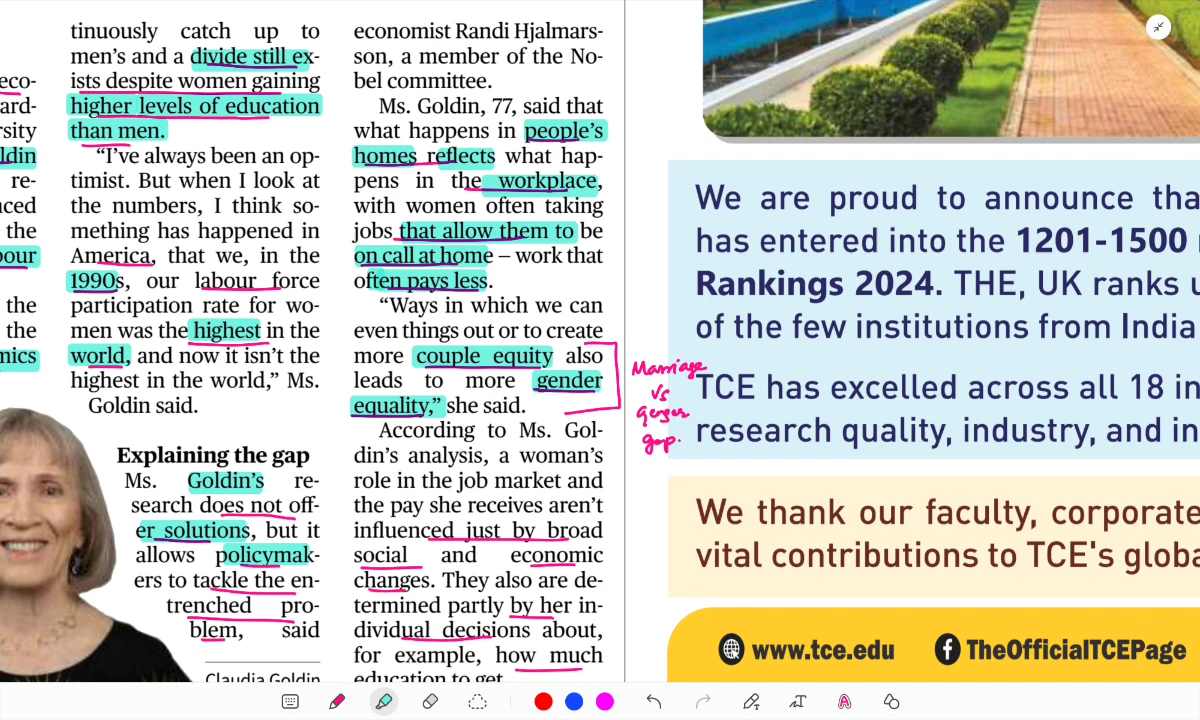 eco-
ard-
rsity
ldin
re-
nced
the
our
the
the
mics
tinuously catch up to
men's and a divide still ex-
ists despite women gaining
higher levels of education
than men.
"I've always been an op-
timist. But when I look at
the numbers, I think so-
mething has happened in
America, that we, in the
1990s, our labour force
participation rate for wo-
men was the highest in the
world, and now it isn't the
highest in the world," Ms.
Goldin said.
Explaining the gap
Ms. Goldin's re-
search does not off-
er solutions, but it
allows policymak-
ers to tackle the en-
trenched pro-
blem, said
Claudia Goldin
economist Randi Hjalmars-
son, a member of the No-
bel committee.
Ms. Goldin, 77, said that
what happens in people's
homes reflects what hap-
pens in the workplace,
with women often taking
jobs that allow them to be
on call at home – work that
often pays less.
"Ways in which we can
even things out or to create
more couple equity also
leads to more gender
equality," she said.
According to Ms. Gol-
din's analysis, a woman's
role in the job market and
the pay she receives aren't
influenced just by broad
social and economic
changes. They also are de-
termined partly by her in-
dividual decisions about,
for example, how much
education to get
Marriage
vs
gap.
We are proud to announce tha
has entered into the 1201-1500
Rankings 2024. THE, UK ranks u
of the few institutions from India
TCE has excelled across all 18 in
research quality, industry, and in
We thank our faculty, corporate
vital contributions to TCE's globa
www.tce.edu
TheOfficialTCEPage